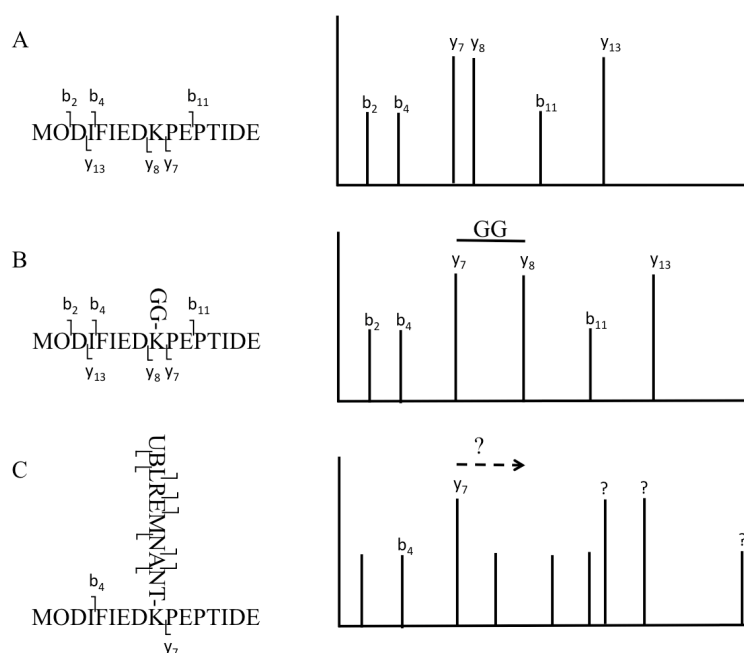 A
b2 b4 b11
MODIFIEDKPEPTIDE
y13 y8 y7
b2 b4 y7 y8 b11 y13
B
GG-
b2 b4 b11
MODIFIEDKPEPTIDE
y13 y8 y7
GG
b2 b4 y7 y8 b11 y13
C
UBLREMNANT-
b4
MODIFIEDKPEPTIDE
y7
?
b4 y7 ? ? ?